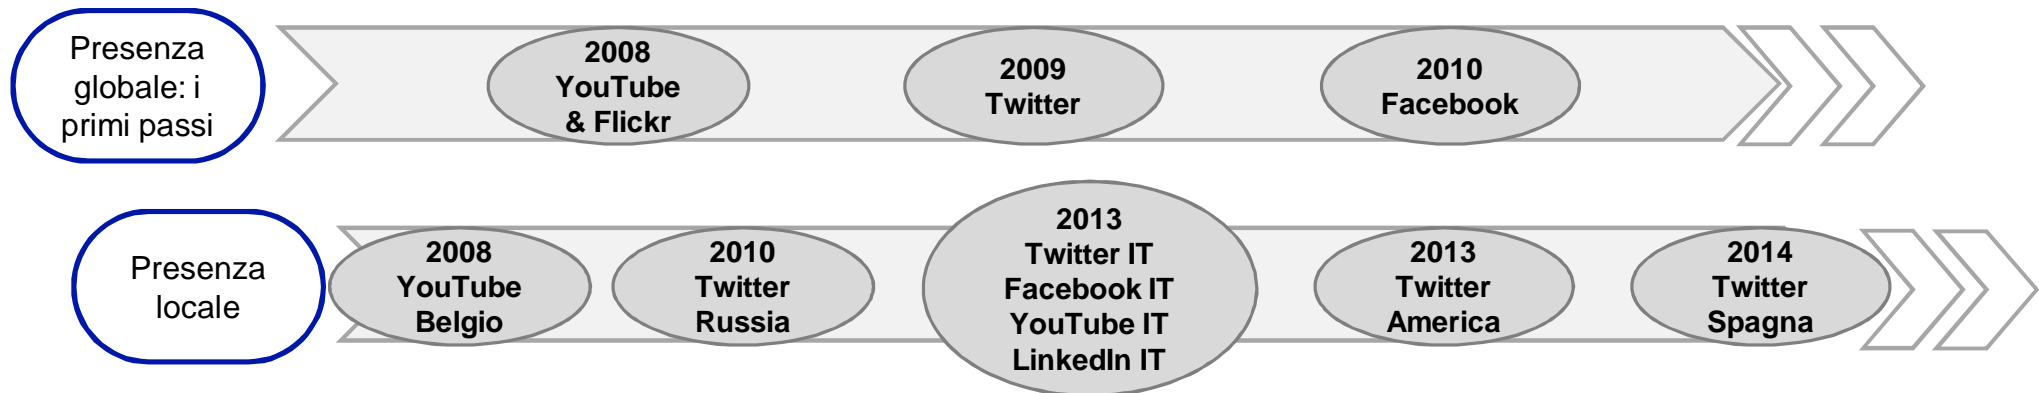 Presenza
globale: i
primi passi
2008
YouTube
& Flickr
2009
Twitter
2010
Facebook
Presenza
locale
2008
YouTube
Belgio
2010
Twitter
Russia
2013
Twitter IT
Facebook IT
YouTube IT
LinkedIn IT
2013
Twitter
America
2014
Twitter
Spagna